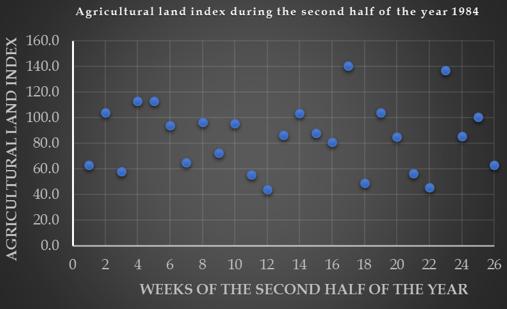 Agricultural land index during the second half of the year 1984
AGRICULTURAL LAND INDEX
160.0
140.0
120.0
100.0
80.0
60.0
40.0
20.0
0.0
0 2 4 6 8 10 12 14 16 18 20 22 24 26
WEEKS OF THE SECOND HALF OF THE YEAR